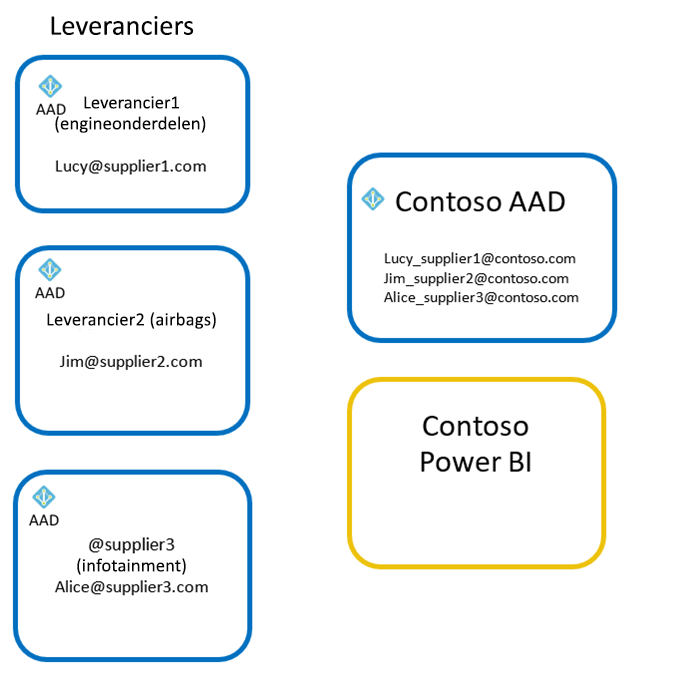 Leveranciers
AAD
Leverancier1
(engineonderdelen)
Lucy@supplier1.com
AAD
Leverancier2 (airbags)
Jim@supplier2.com
AAD
@supplier3
(infotainment)
Alice@supplier3.com
Contoso AAD
Lucy_supplier1@contoso.com
Jim_supplier2@contoso.com
Alice_supplier3@contoso.com
Contoso
Power BI